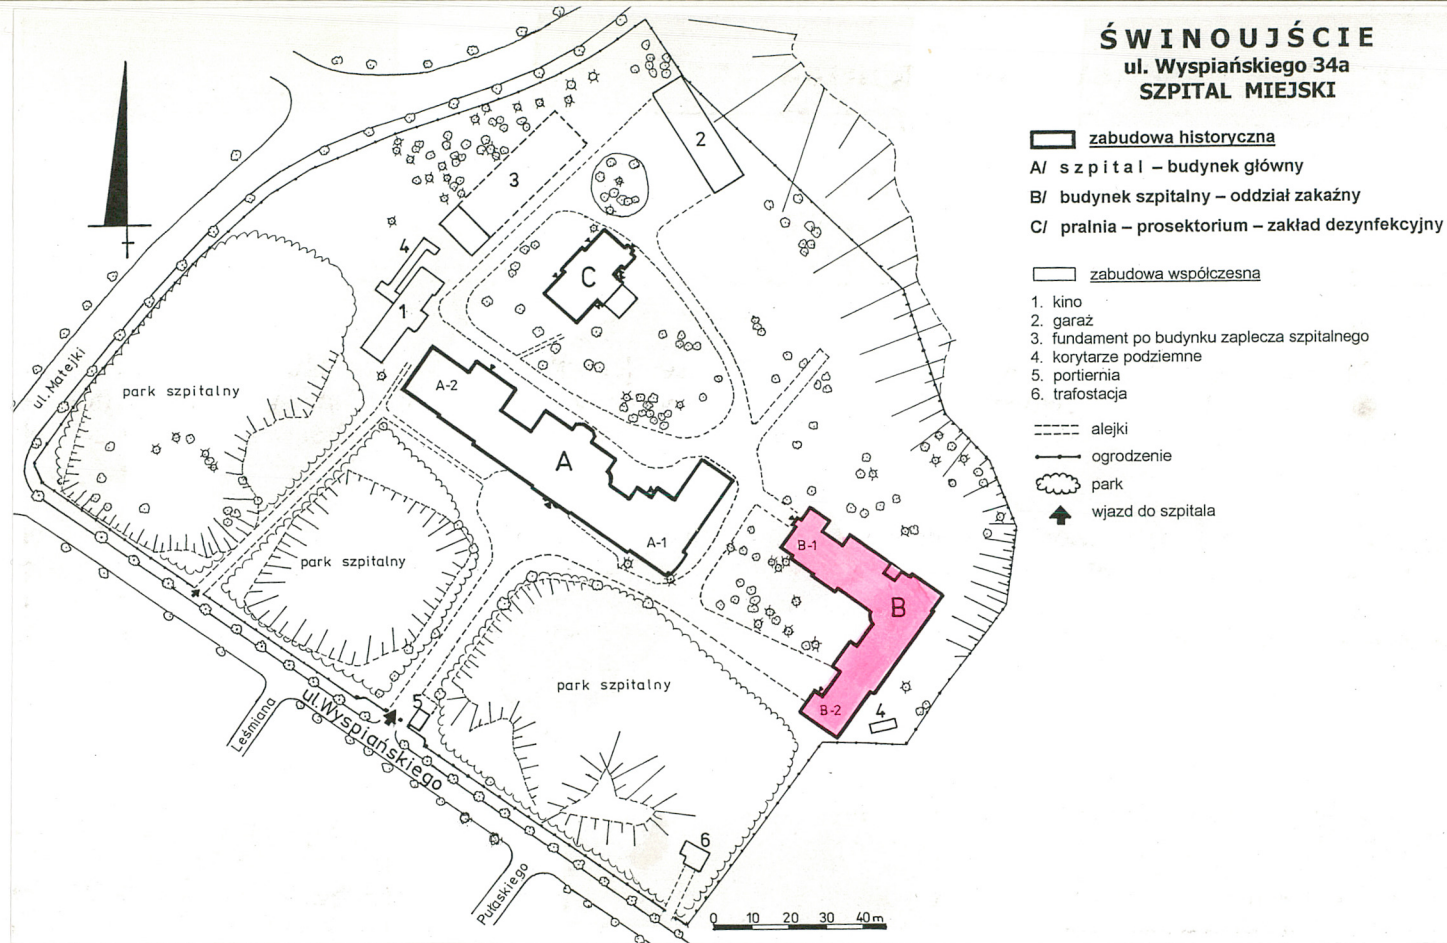 ŚWINOUJŚCIE
ul. Wyspiańskiego 34a
SZPITAL MIEJSKI
zabudowa historyczna
A/ szpital – budynek główny
B/ budynek szpitalny – oddział zakaźny
C/ pralnia – prosektorium – zakład dezynfekcyjny
zabudowa współczesna
1. kino
2. garaż
3. fundament po budynku zaplecza szpitalnego
4. korytarze podziemne
5. portiernia
6. trafostacja
alejki
ogrodzenie
park
wjazd do szpitala
2
3
4
C
1
ul. Matejki
park szpitalny
A-2
A
A-1
park szpitalny
B-1
B
park szpitalny
B-2
4
5
ul. Wyspiańskiego
Leśmiana
6
Pułaskiego
0 10 20 30 40 m